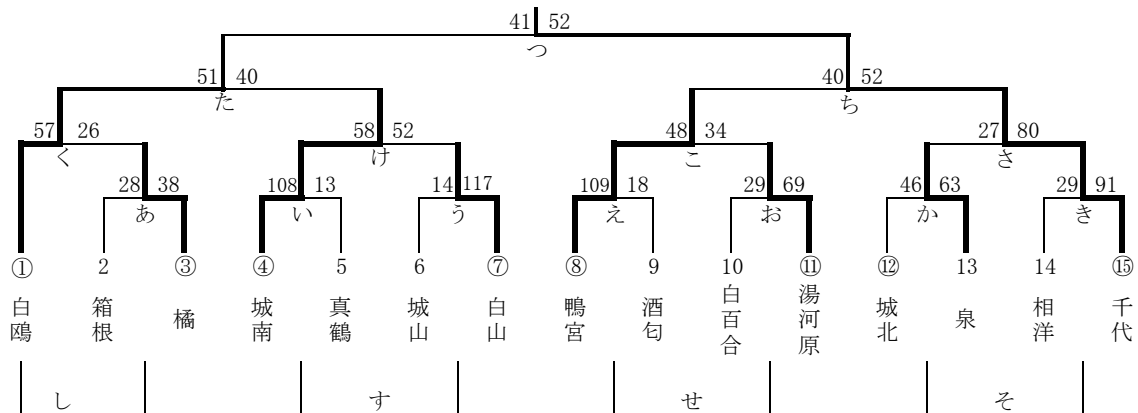 41 52
つ
51 40 40 52
た ち
57 26 58 52 48 34 27 80
く け こ さ
28 38 108 13 14 117 109 18 29 69 46 63 29 91
あ い う え お か き
① 2 ③ ④ 5 6 ⑦ ⑧ 9 10 ⑪ ⑫ 13 14 ⑮
白鴎 箱根 橘 城南 真鶴 城山 白山 鴨宮 酒匂 白百合 湯河原 城北 泉 相洋 千代
し す せ そ